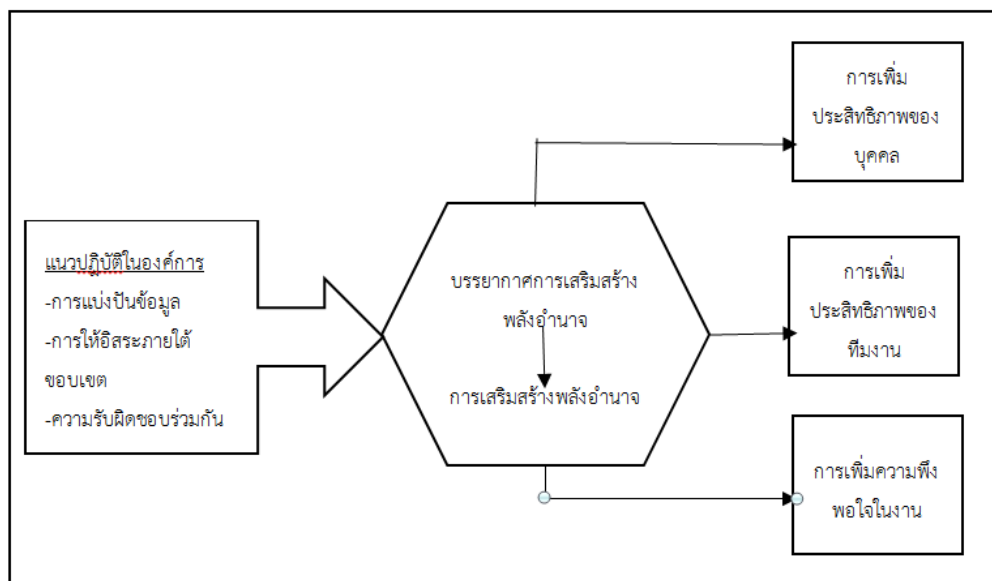 แนวปฏิบัติในองค์การ
-การแบ่งปันข้อมูล
-การให้อิสระภายใต้
ขอบเขต
-ความรับผิดชอบร่วมกัน
บรรยากาศการเสริมสร้าง
พลังอำนาจ
การเสริมสร้างพลังอำนาจ
การเพิ่ม
ประสิทธิภาพของ
บุคคล
การเพิ่ม
ประสิทธิภาพของ
ทีมงาน
การเพิ่มความพึง
พอใจในงาน